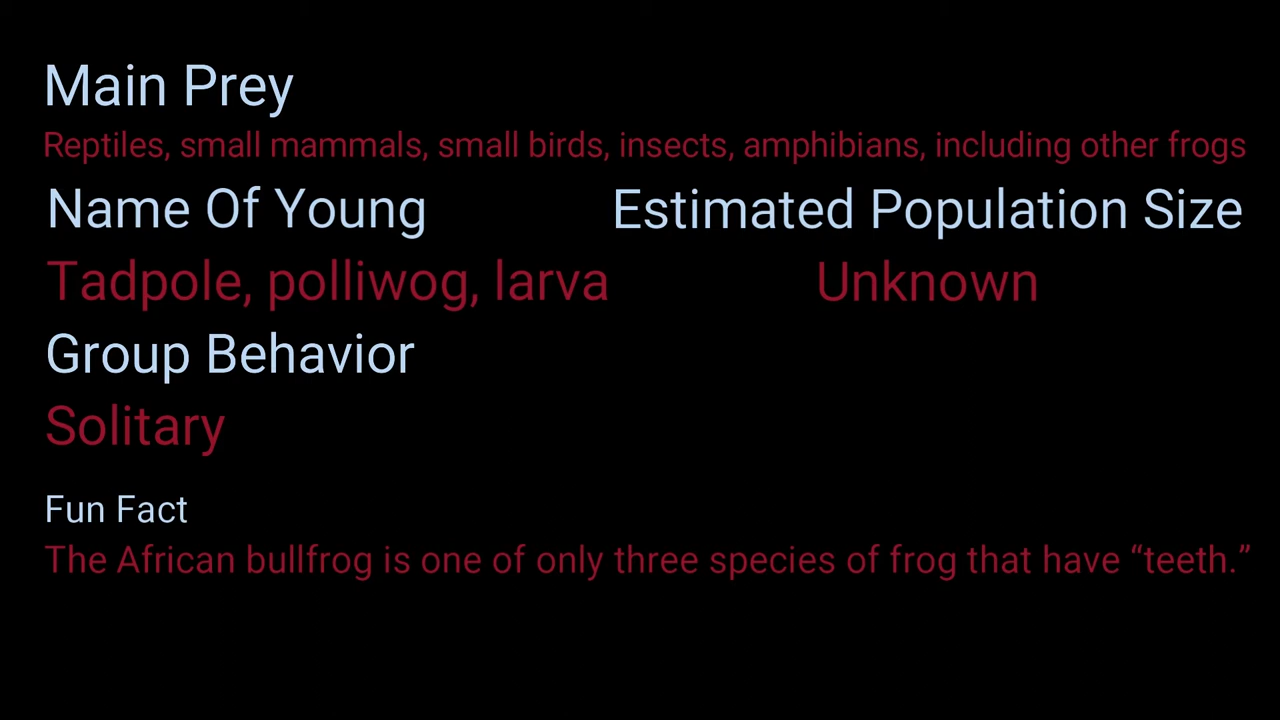 Main Prey
Reptiles, small mammals, small birds, insects, amphibians, including other frogs
Name Of Young
Estimated Population Size
Tadpole, polliwog, larva
Unknown
Group Behavior
Solitary
Fun Fact
The African bullfrog is one of only three species of frog that have “teeth.”